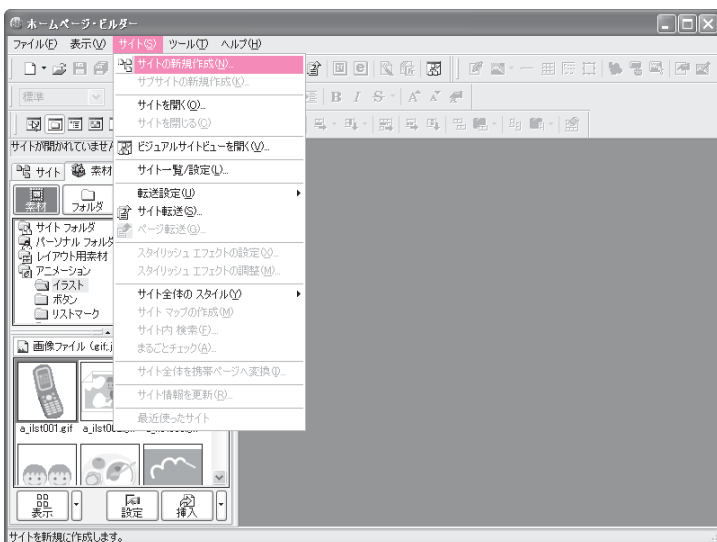 ホームページ・ビルダー
ファイル(F) 表示(V) サイト(S) ツール(T) ヘルプ(H)
サイトの新規作成(N)...
サブサイトの新規作成(K)...
サイトを開く(O)...
サイトを閉じる(C)
ビジュアルサイトビューを開く(V)...
サイト一覧/設定(L)...
転送設定(U)
サイト転送(S)...
ページ転送(G)...
スタイリッシュ エフェクトの設定(X)...
スタイリッシュ エフェクトの調整(M)...
サイト全体の スタイル(Y)
サイト マップの作成(M)
サイト内 検索(F)...
まるごとチェック(A)...
サイト全体を携帯ページへ変換(I)...
サイト情報を更新(R)...
最近使ったサイト
標準
B I S A A
サイトが開かれていませ
サイト 素材
素材 フォルダ
サイト フォルダ
パーソナル フォルダ
レイアウト用素材
アニメーション
イラスト
ボタン
リストマーク
画像ファイル (gif,j
a_ilst001.gif
表示 設定 挿入
サイトを新規に作成します。